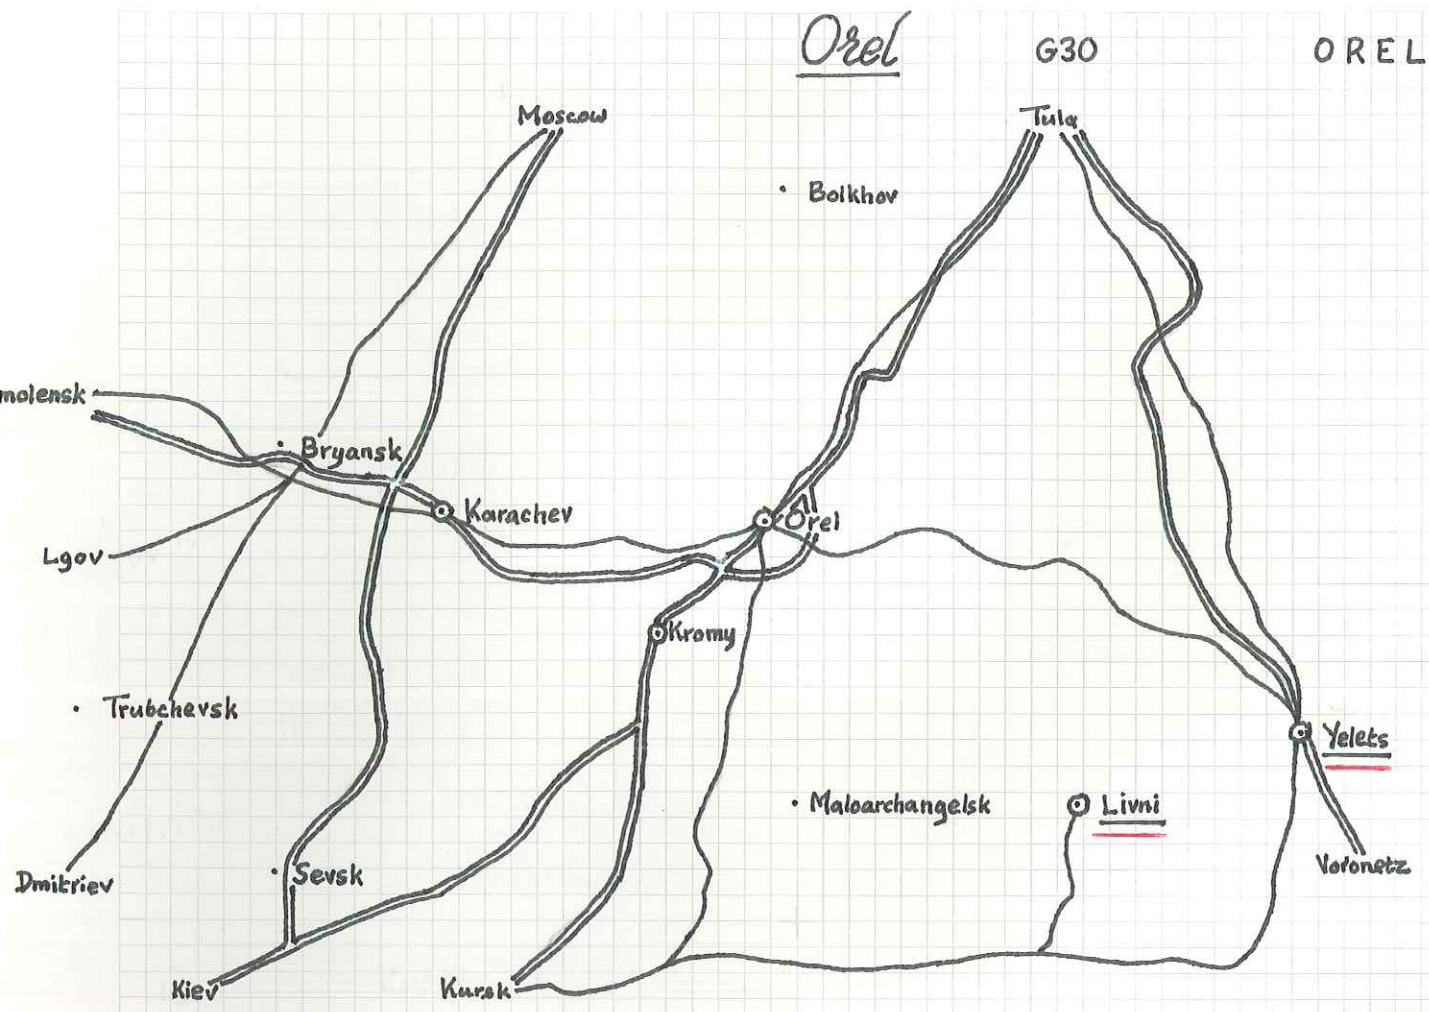 Orel G30 OREL
Moscow
Tula
Bolkhov
molensk
Bryansk
Karachev
Orel
Lgov
Kromy
Trubchevsk
Yelets
Maloarchangelsk
Livni
Voronetz
Sevsk
Dmitriev
Kiev
Kursk